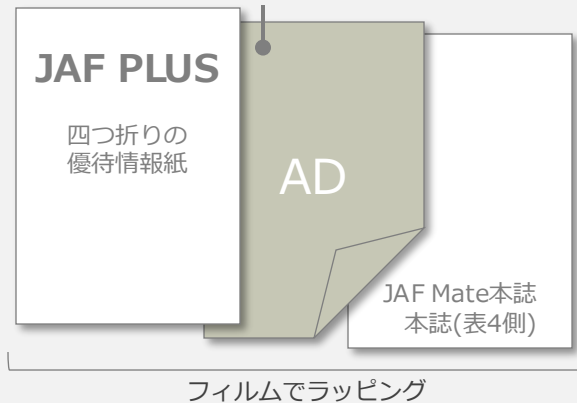 JAF PLUS
四つ折りの
優待情報紙
AD
JAF Mate本誌
本誌(表4側)
フィルムでラッピング